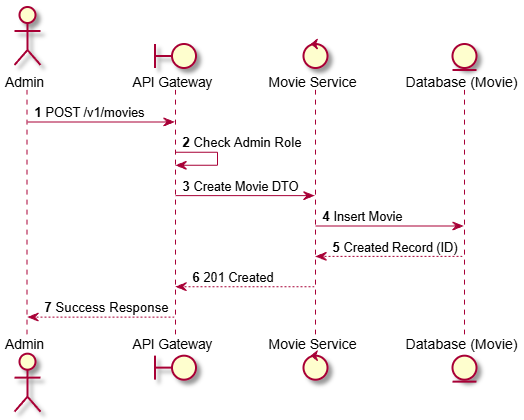 Admin
API Gateway
Movie Service
Database (Movie)
1 POST /v1/movies
2 Check Admin Role
3 Create Movie DTO
4 Insert Movie
5 Created Record (ID)
6 201 Created
7 Success Response
Admin
API Gateway
Movie Service
Database (Movie)